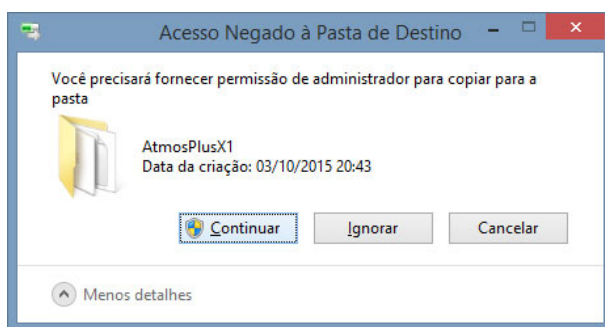 Acesso Negado à Pasta de Destino
Você precisará fornecer permissão de administrador para copiar para a
pasta
AtmosPlusX1
Data da criação: 03/10/2015 20:43
Continuar Ignorar Cancelar
Menos detalhes